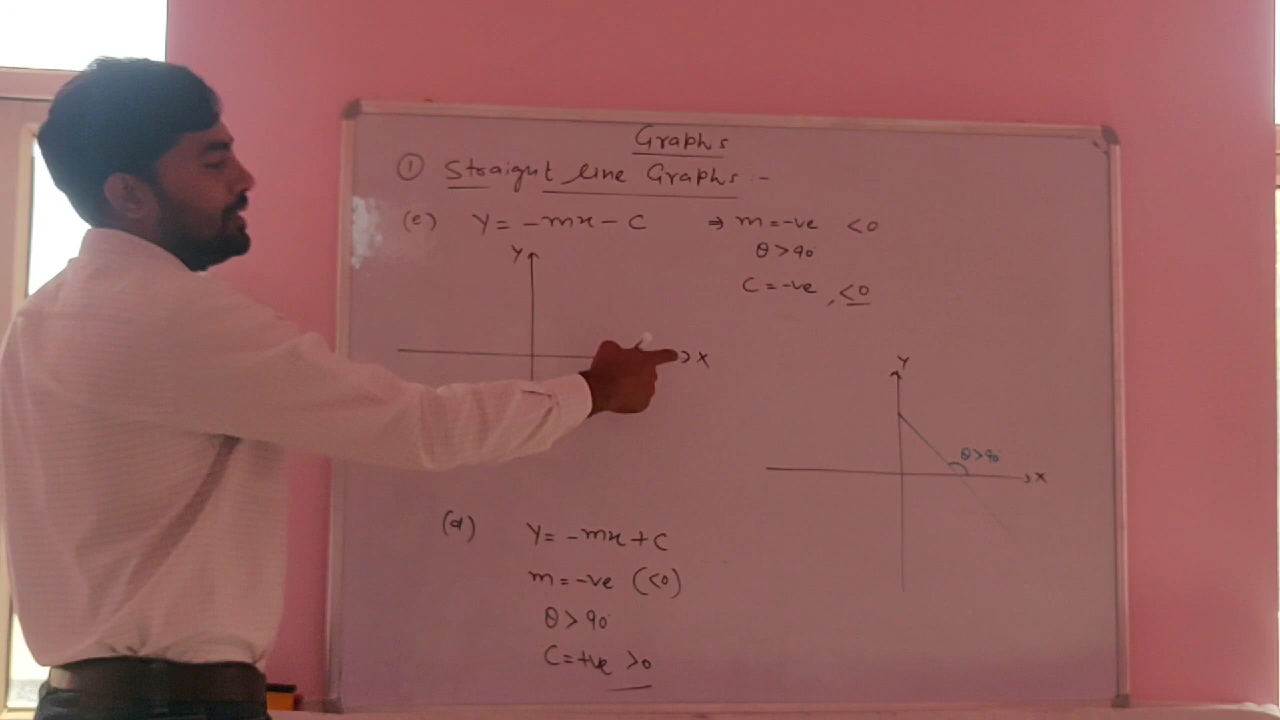 Graphs
① Straight line Graphs :-
(e) Y = -mx - C ⇒ m = -ve <0
θ > 90°
C = -ve, <0
Y
X
Y
θ>90°
X
(d) Y = -mx + C
m = -ve (<0)
θ > 90°
C = +ve >0